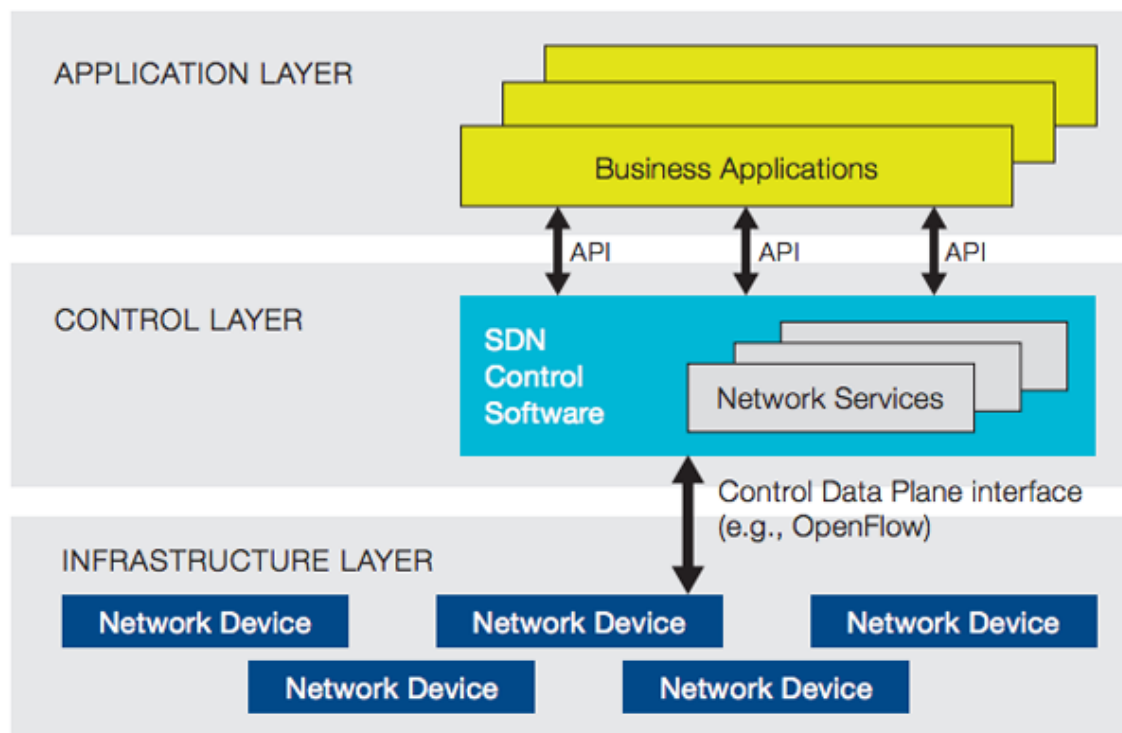 APPLICATION LAYER
Business Applications
API
API
API
CONTROL LAYER
SDN
Control
Software
Network Services
Control Data Plane interface
(e.g., OpenFlow)
INFRASTRUCTURE LAYER
Network Device
Network Device
Network Device
Network Device
Network Device